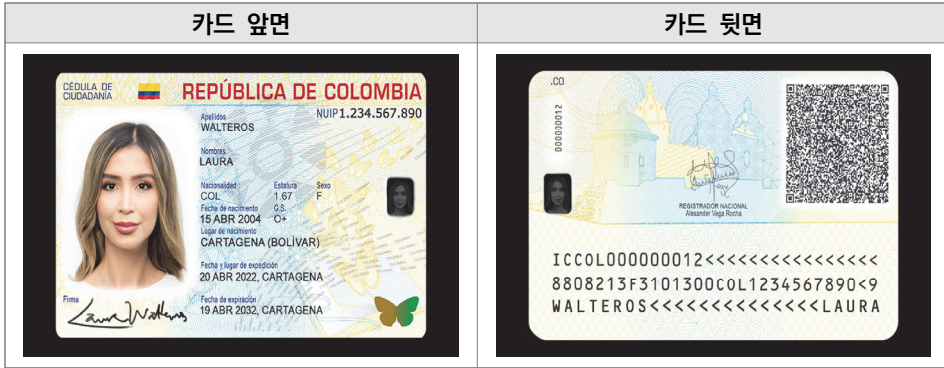 카드 앞면
카드 뒷면
CÉDULA DE
CIUDADANÍA
REPÚBLICA DE COLOMBIA
NUIP1.234.567.890
Apellidos
WALTEROS
Nombres
LAURA
Nacionalidad Estatura Sexo
COL 1.67 F
Fecha de nacimiento G.S.
15 ABR 2004 O+
Lugar de nacimiento
CARTAGENA (BOLÍVAR)
Fecha y lugar de expedición
20 ABR 2022, CARTAGENA
Fecha de expiración
19 ABR 2032, CARTAGENA
Firma
Laura Walteros
.CO
000000012
REGISTRADOR NACIONAL
Alexander Vega Rocha
ICCOL000000012<<<<<<<<<<<<<<<<
8808213F3101300COL1234567890<9
WALTEROS<<<<<<<<<<<<<<<<<LAURA